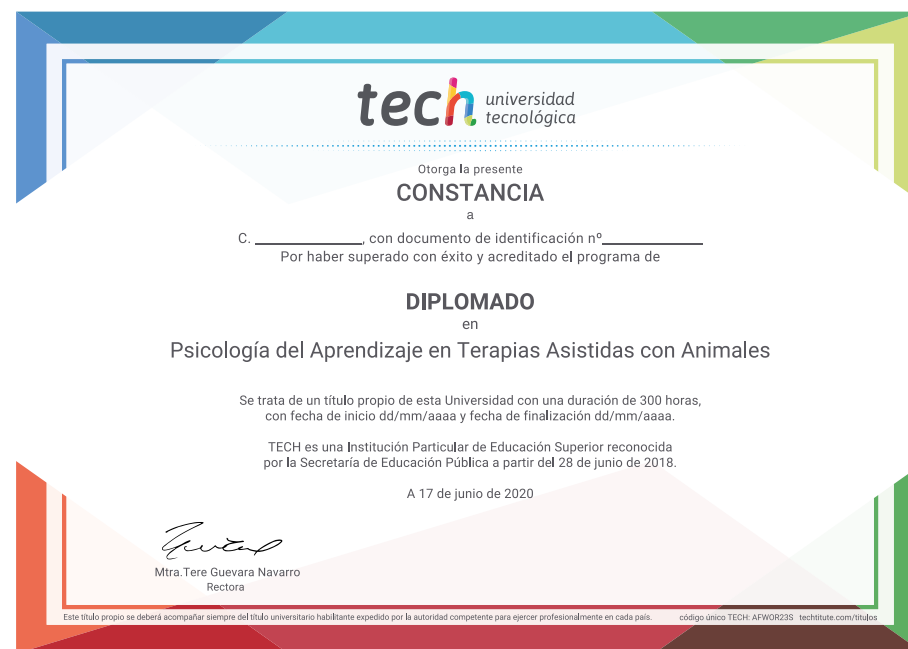 tech universidad
tecnológica
Otorga la presente
CONSTANCIA
a
C. ____________, con documento de identificación nº____________
Por haber superado con éxito y acreditado el programa de
DIPLOMADO
en
Psicología del Aprendizaje en Terapias Asistidas con Animales
Se trata de un título propio de esta Universidad con una duración de 300 horas,
con fecha de inicio dd/mm/aaaa y fecha de finalización dd/mm/aaaa.
TECH es una Institución Particular de Educación Superior reconocida
por la Secretaría de Educación Pública a partir del 28 de junio de 2018.
A 17 de junio de 2020
Mtra.Tere Guevara Navarro
Rectora
Este título propio se deberá acompañar siempre del título universitario habilitante expedido por la autoridad competente para ejercer profesionalmente en cada país. código único TECH: AFWOR23S techtitute.com/titulos